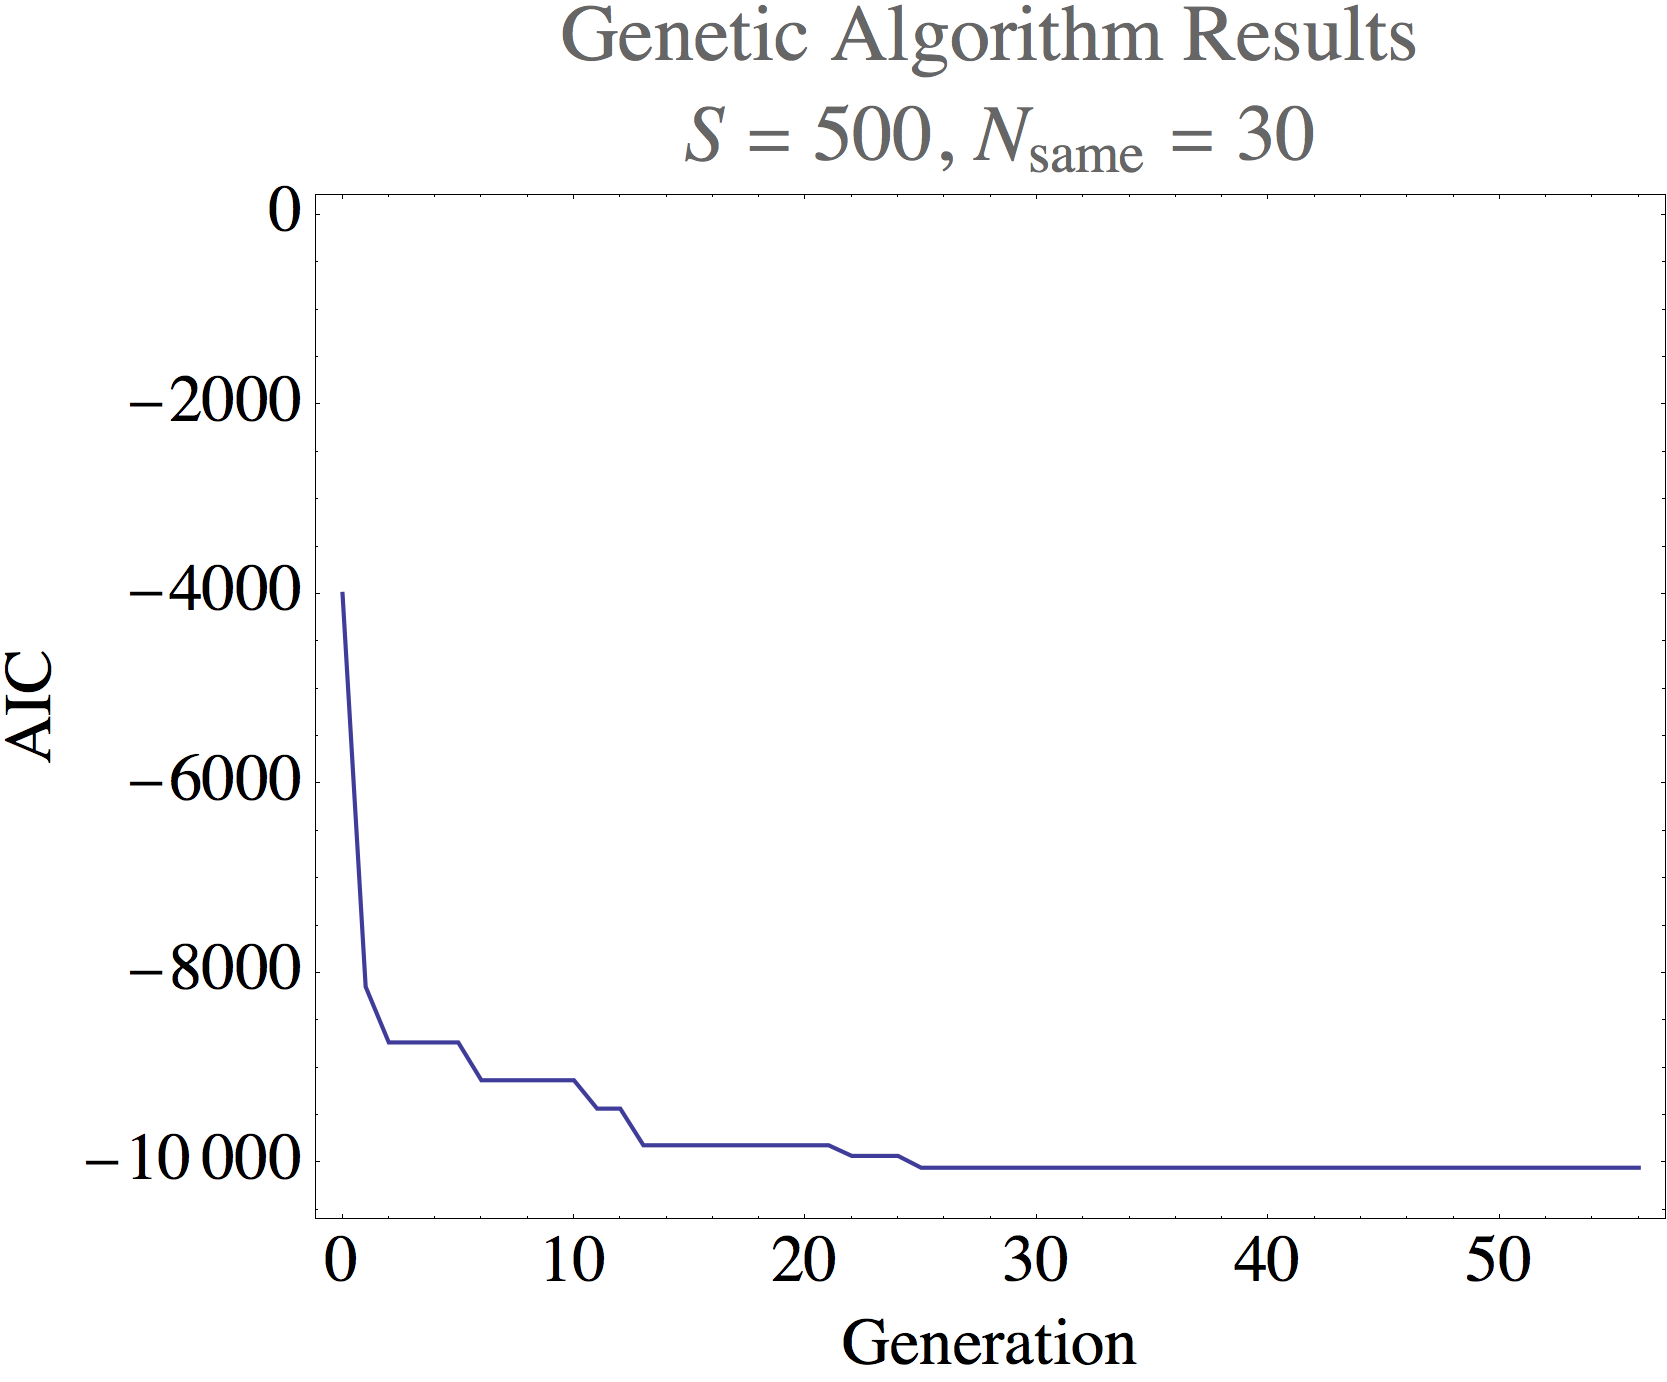 Genetic Algorithm Results
S = 500, Nsame = 30
0
−2000
−4000
−6000
−8000
−10 000
AIC
0 10 20 30 40 50
Generation